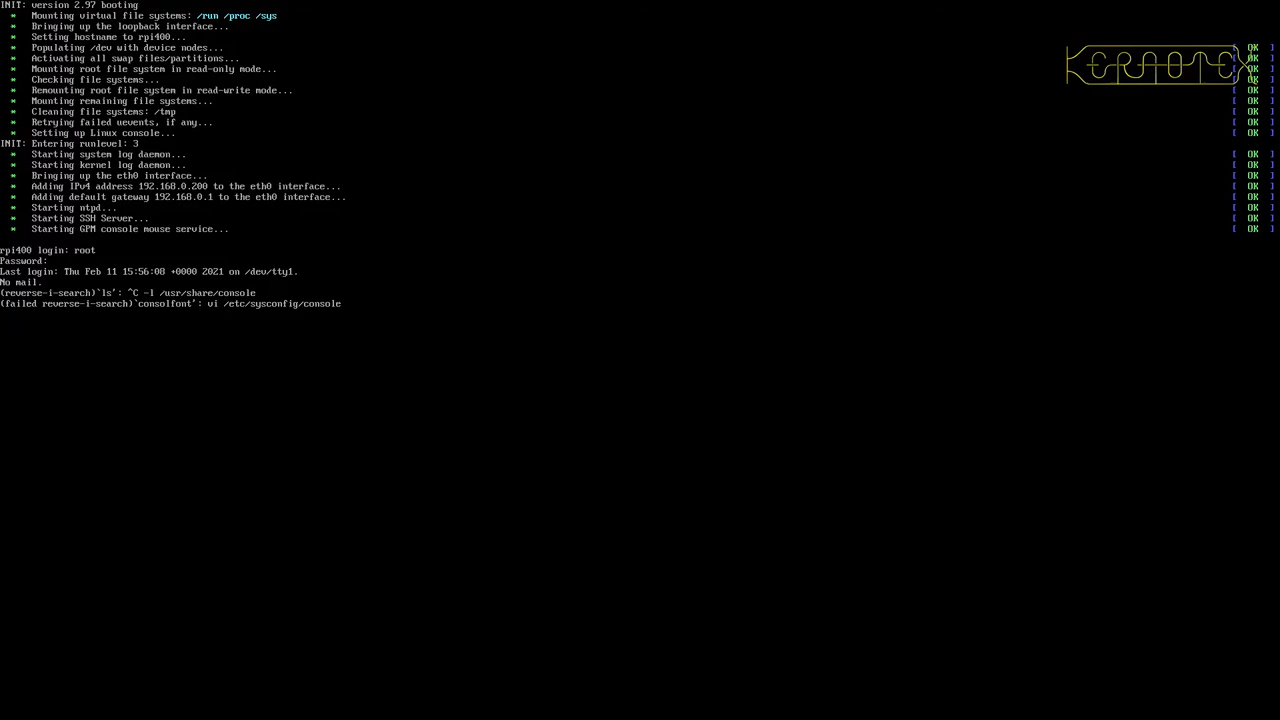 INIT: version 2.97 booting
* Mounting virtual file systems: /run /proc /sys
* Bringing up the loopback interface...
* Setting hostname to rpi400...
* Populating /dev with device nodes... [ OK ]
* Activating all swap files/partitions... [ OK ]
* Mounting root file system in read-only mode... [ OK ]
* Checking file systems... [ OK ]
* Remounting root file system in read-write mode... [ OK ]
* Mounting remaining file systems... [ OK ]
* Cleaning file systems: /tmp [ OK ]
* Retrying failed uevents, if any... [ OK ]
* Setting up Linux console... [ OK ]
INIT: Entering runlevel: 3
* Starting system log daemon... [ OK ]
* Starting kernel log daemon... [ OK ]
* Bringing up the eth0 interface... [ OK ]
* Adding IPv4 address 192.168.0.200 to the eth0 interface... [ OK ]
* Adding default gateway 192.168.0.1 to the eth0 interface... [ OK ]
* Starting ntpd... [ OK ]
* Starting SSH Server... [ OK ]
* Starting GPM console mouse service... [ OK ]
rpi400 login: root
Password:
Last login: Thu Feb 11 15:56:08 +0000 2021 on /dev/tty1.
No mail.
(reverse-i-search)`ls': ^C -l /usr/share/console
(failed reverse-i-search)`consolfont': vi /etc/sysconfig/console